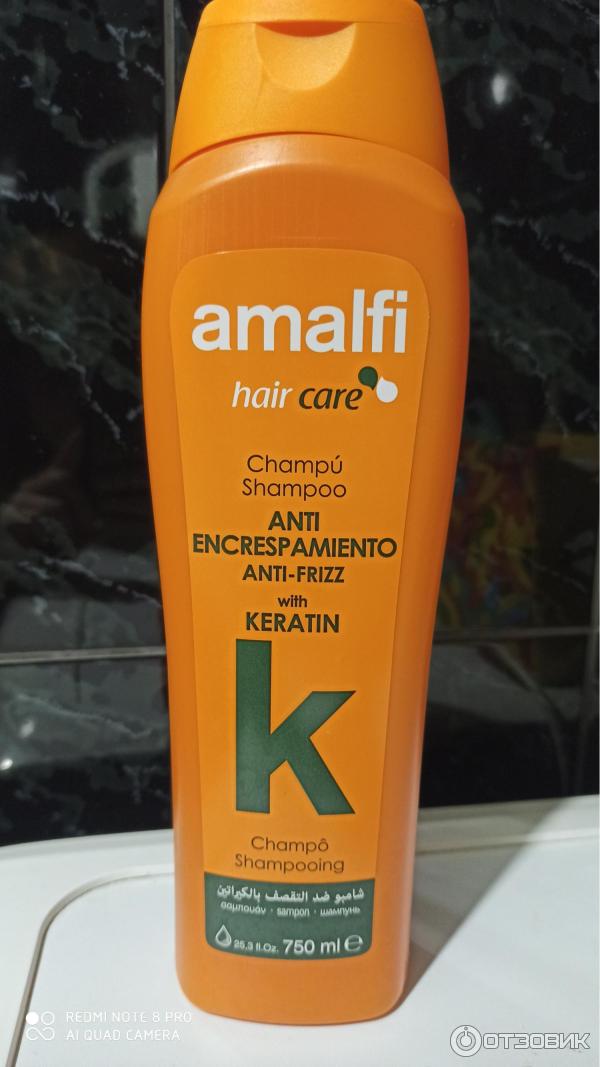 amalfi
hair care
Champú
Shampoo
ANTI
ENCRESPAMIENTO
ANTI-FRIZZ
with
KERATIN
k
Champô
Shampooing
شامبو ضد التقصف بالكيراتين
σαμπουάν · sampon · шампунь
25,3 fl.Oz. 750 ml ℮
REDMI NOTE 8 PRO
AI QUAD CAMERA
ОТЗОВИК